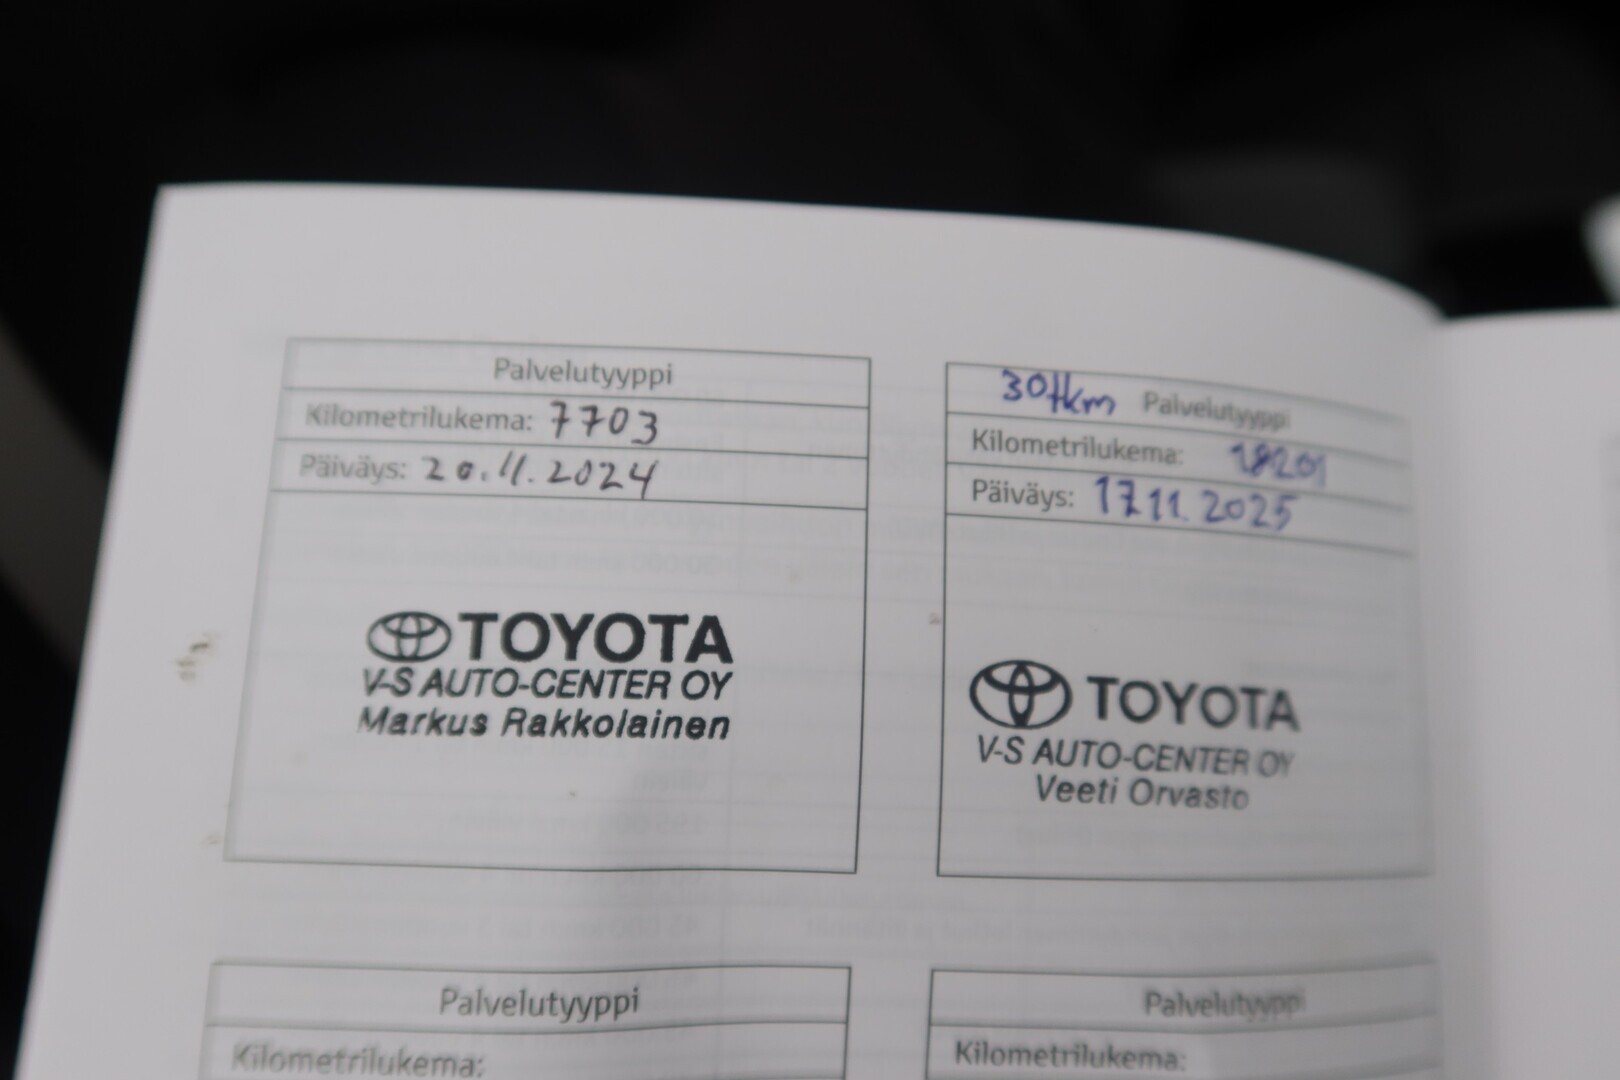 Palvelutyyppi
Kilometrilukema: 7703
Päiväys: 20.11.2024
TOYOTA
V-S AUTO-CENTER OY
Markus Rakkolainen
30tkm Palvelutyyppi
Kilometrilukema: 18201
Päiväys: 17.11.2025
TOYOTA
V-S AUTO-CENTER OY
Veeti Orvasto
Palvelutyyppi
Kilometrilukema:
Palvelutyyppi
Kilometrilukema: